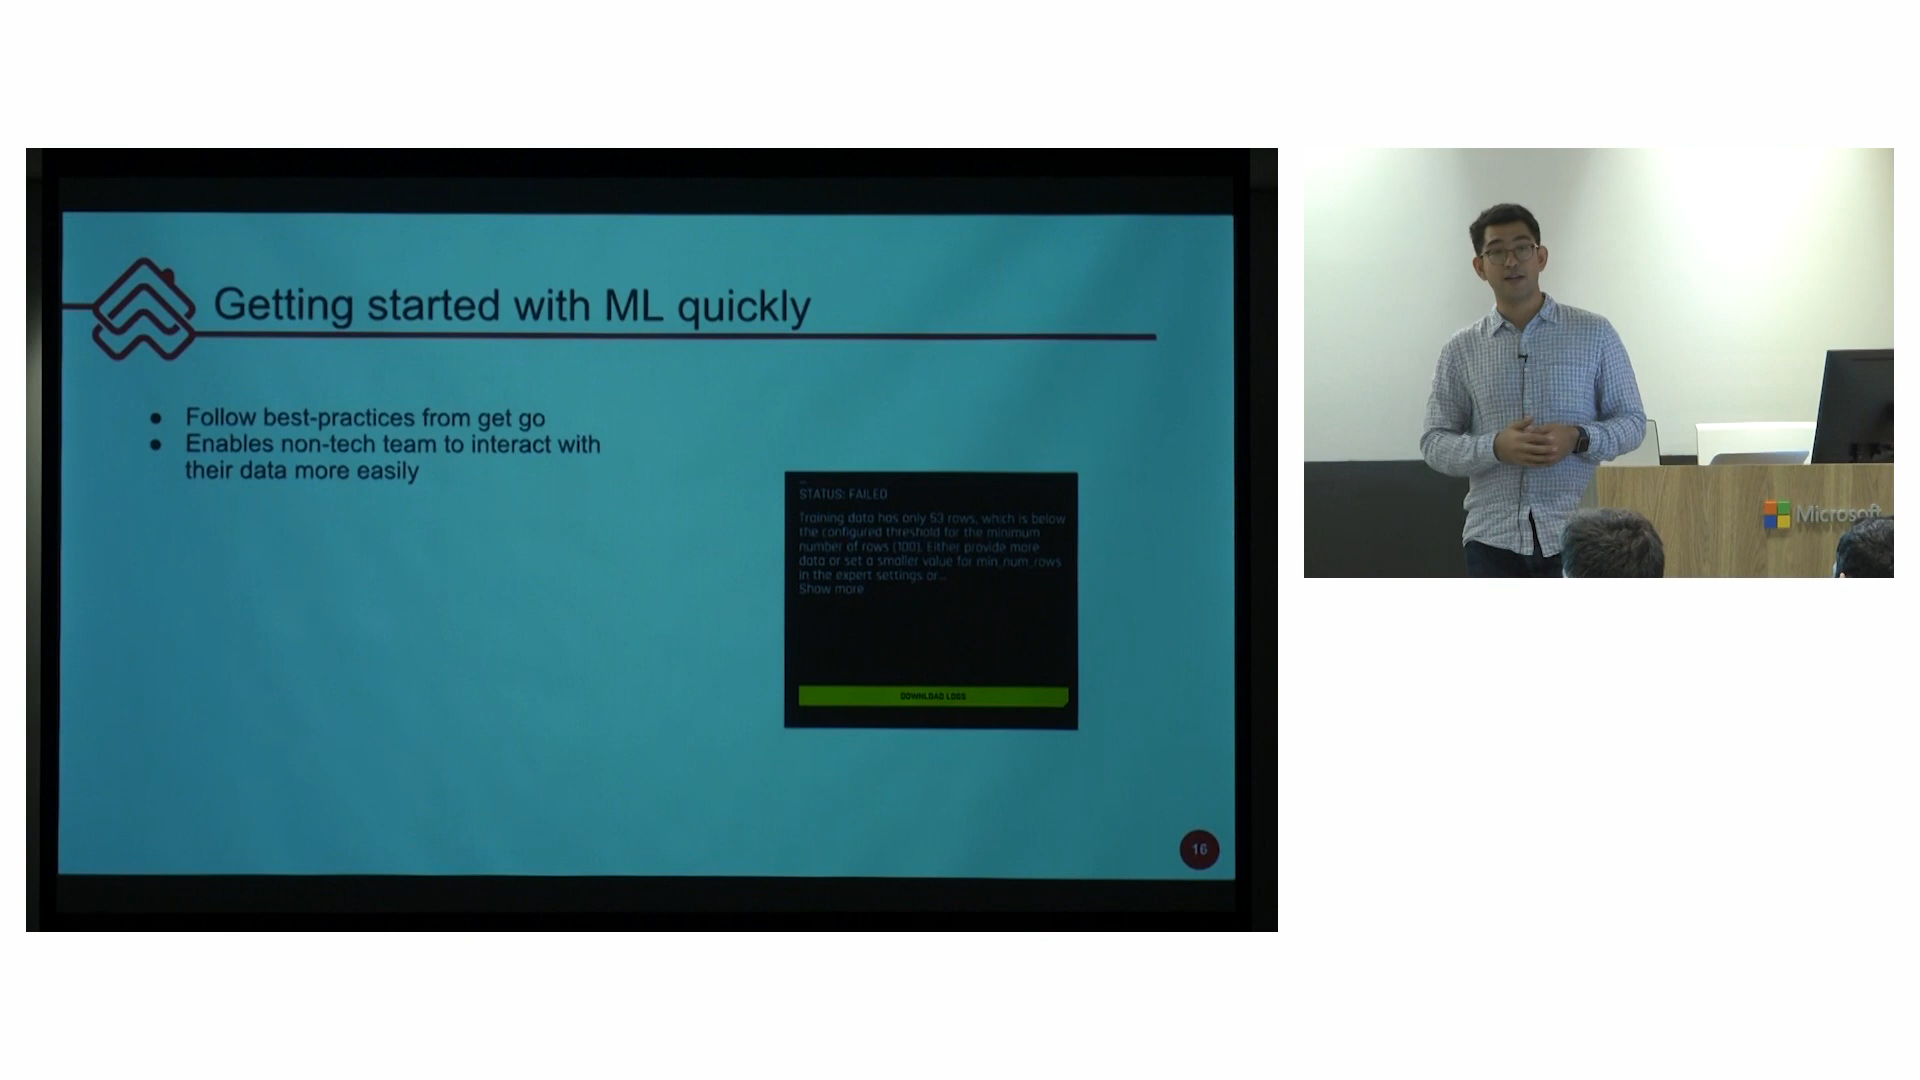 Getting started with ML quickly
● Follow best-practices from get go
● Enables non-tech team to interact with
their data more easily
STATUS: FAILED
Training data has only 53 rows, which is below
the configured threshold for the minimum
number of rows (100). Either provide more
data or set a smaller value for min_num_rows
in the expert settings or...
Show more
DOWNLOAD LOGS
16
Microsoft